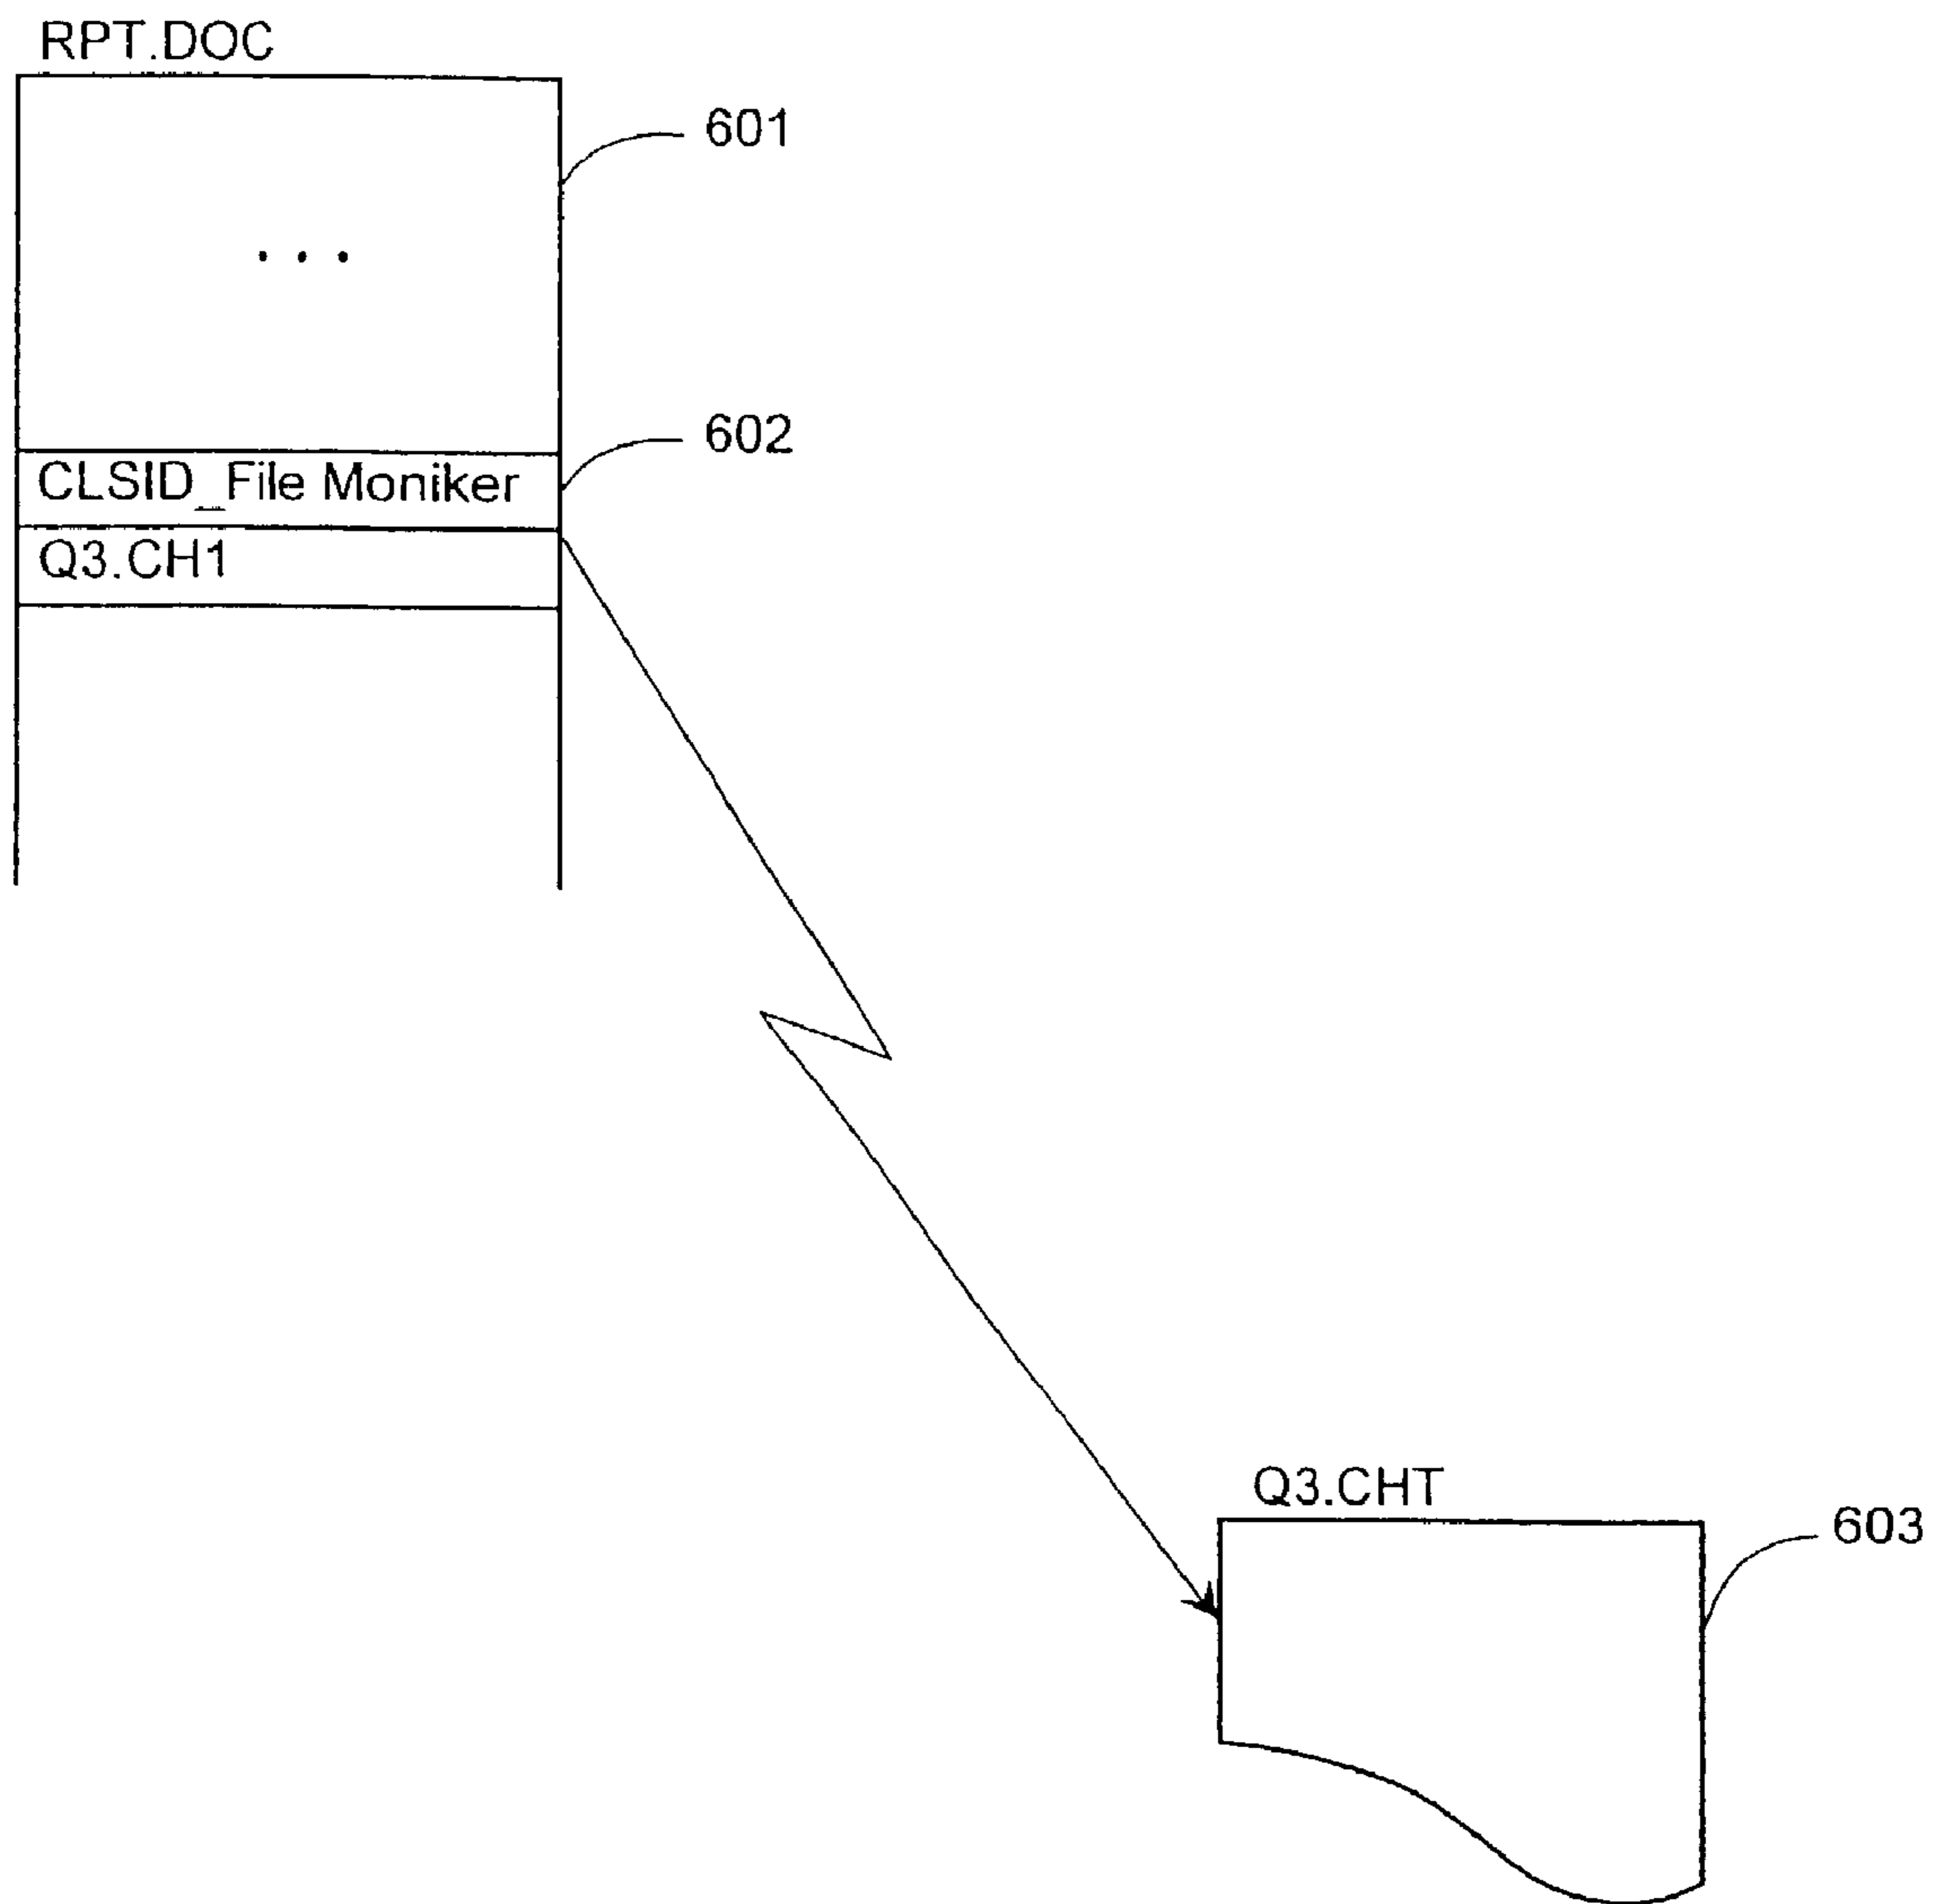 RPT.DOC
601
...
602
CLSID_File Moniker
Q3.CH1
Q3.CHT
603